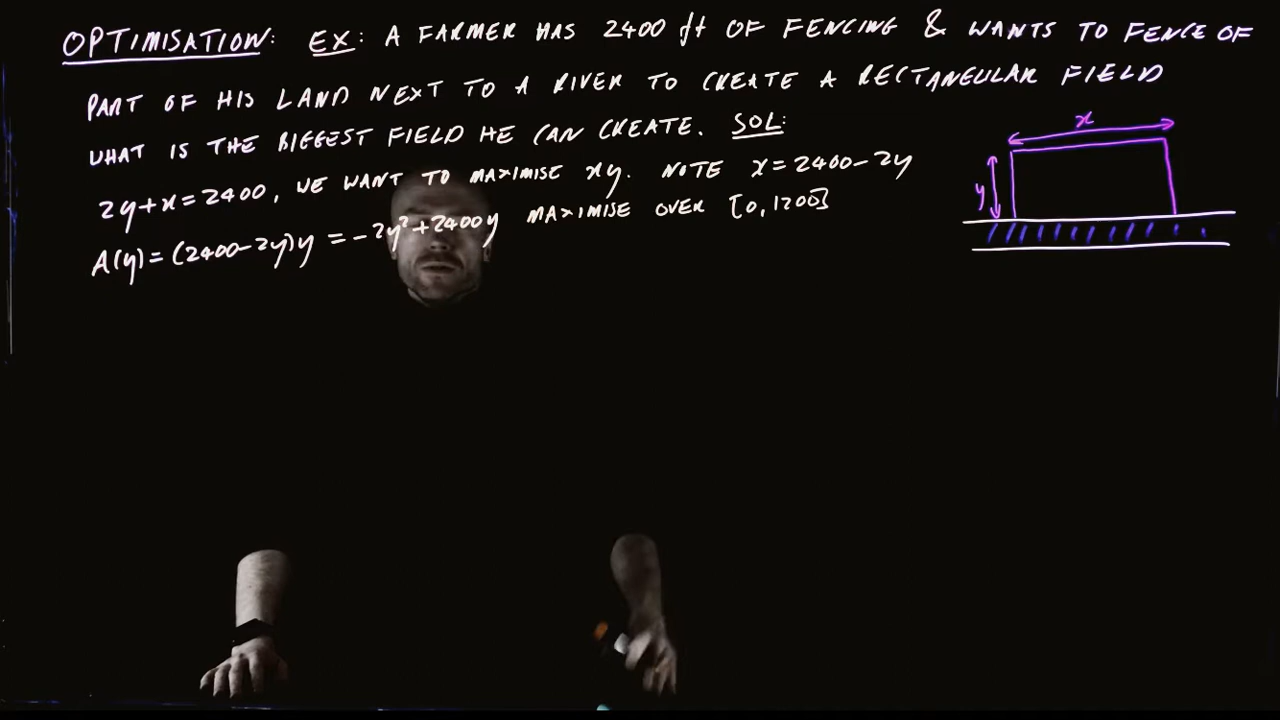 OPTIMISATION: EX: A FARMER HAS 2400 ft OF FENCING & WANTS TO FENCE OF
PART OF HIS LAND NEXT TO A RIVER TO CREATE A RECTANGULAR FIELD
WHAT IS THE BIGGEST FIELD HE CAN CREATE. SOL:
2y+x=2400, WE WANT TO MAXIMISE xy. NOTE x=2400-2y
A(y)=(2400-2y)y =-2y²+2400y MAXIMISE OVER [0,1200]
x
y